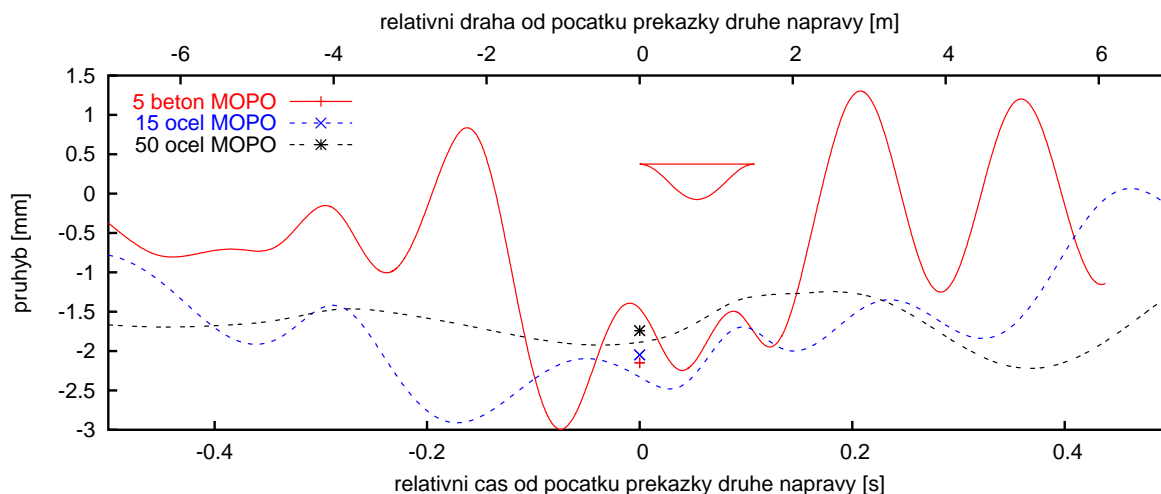 relativni draha od pocatku prekazky druhe napravy [m]
-6 -4 -2 0 2 4 6
1.5
1
0.5
0
-0.5
-1
-1.5
-2
-2.5
-3
pruhyb [mm]
5 beton MOPO
15 ocel MOPO
50 ocel MOPO
-0.4 -0.2 0 0.2 0.4
relativni cas od pocatku prekazky druhe napravy [s]